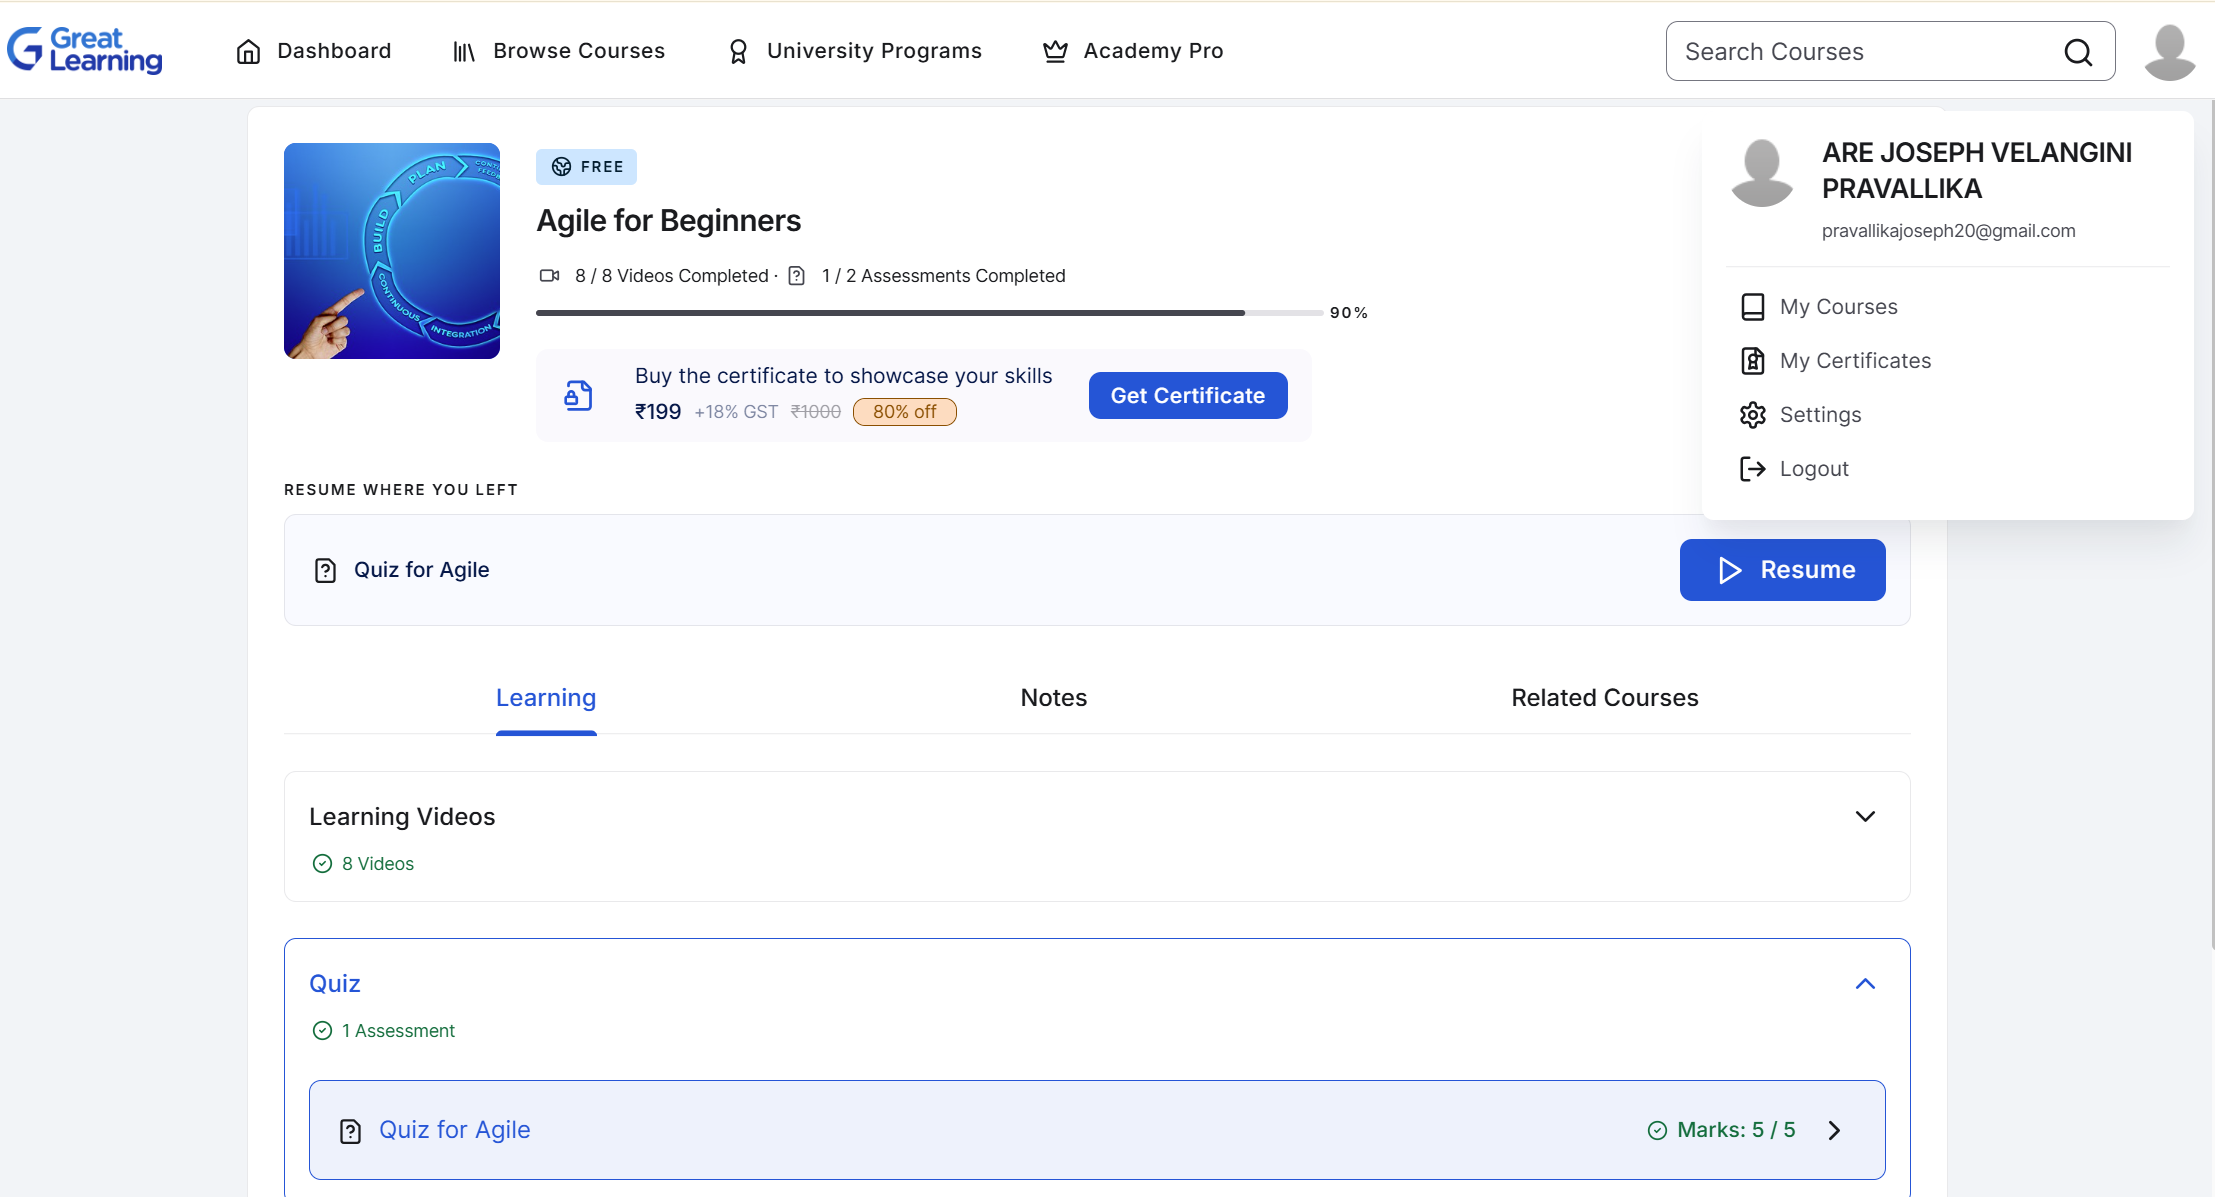 Great
Learning
Dashboard
Browse Courses
University Programs
Academy Pro
Search Courses
PLAN
BUILD
CONTINUOUS
INTEGRATION
FREE
Agile for Beginners
8 / 8 Videos Completed ·
1 / 2 Assessments Completed
90%
Buy the certificate to showcase your skills
₹199 +18% GST ₹1000 80% off
Get Certificate
ARE JOSEPH VELANGINI
PRAVALLIKA
pravallikajoseph20@gmail.com
My Courses
My Certificates
Settings
Logout
RESUME WHERE YOU LEFT
Quiz for Agile
Resume
Learning
Notes
Related Courses
Learning Videos
8 Videos
Quiz
1 Assessment
Quiz for Agile
Marks: 5 / 5